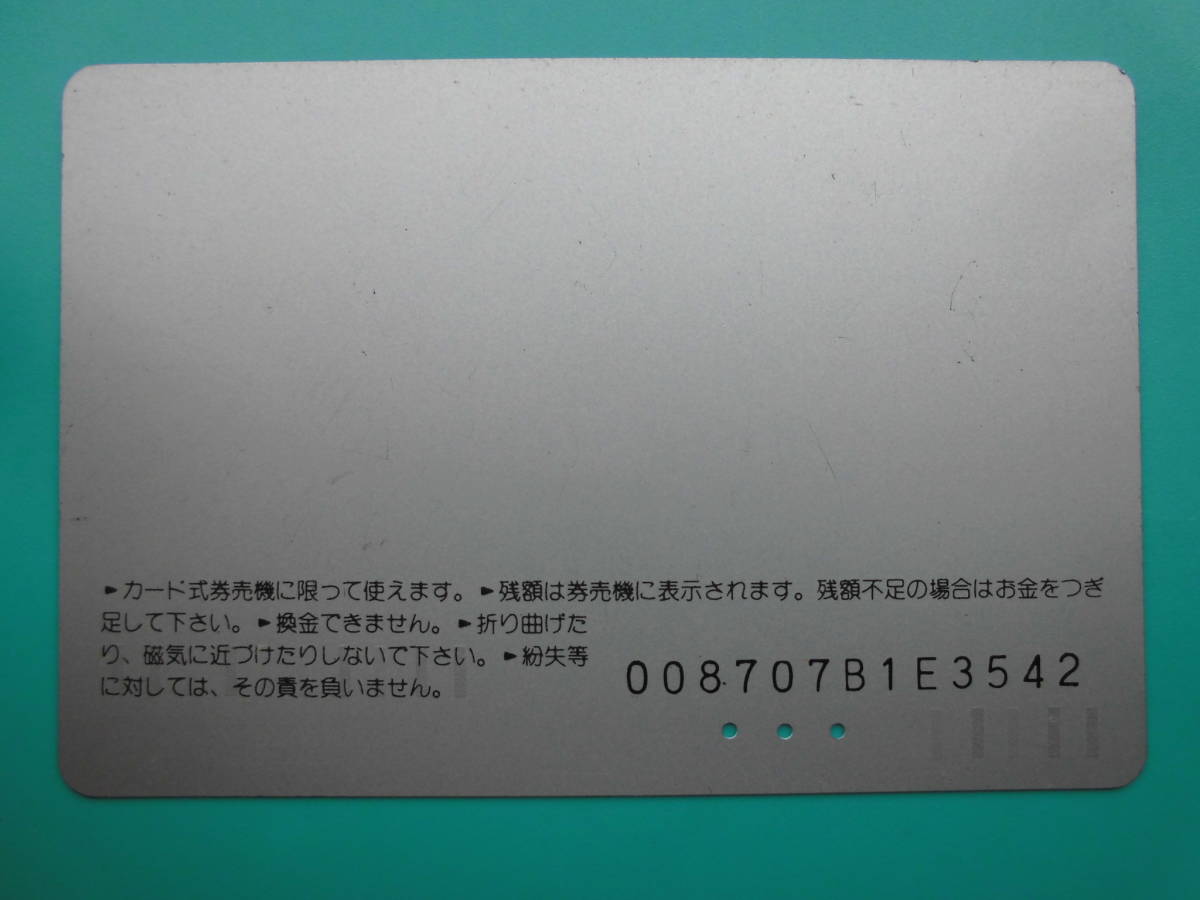 ►カード式券売機に限って使えます。►残額は券売機に表示されます。残額不足の場合はお金をつぎ
足して下さい。►換金できません。►折り曲げた
り、磁気に近づけたりしないで下さい。►紛失等
に対しては、その責を負いません。
008707B1E3542